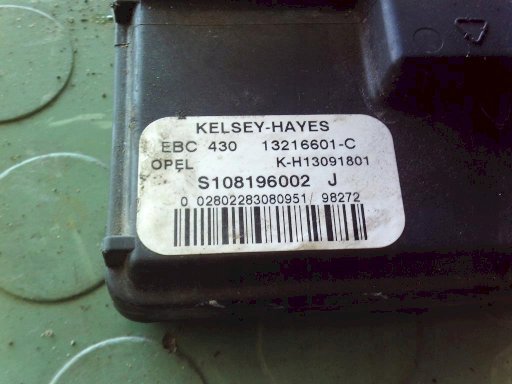 KELSEY-HAYES
EBC 430 13216601-C
OPEL K-H13091801
S108196002 J
0 02802283080951 98272